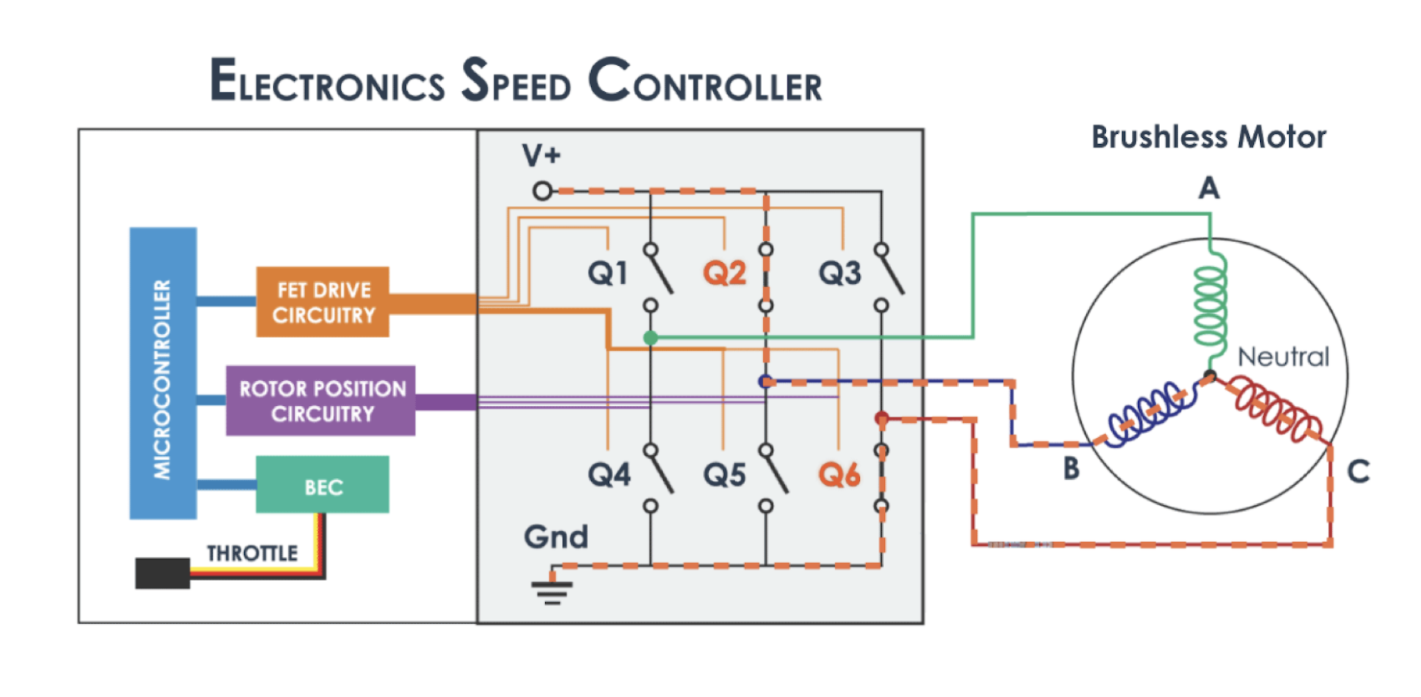 ELECTRONICS SPEED CONTROLLER
Brushless Motor
V+
A
Q1
Q2
Q3
MICROCONTROLLER
FET DRIVE
CIRCUITRY
Neutral
ROTOR POSITION
CIRCUITRY
B
C
Q4
Q5
Q6
BEC
Gnd
THROTTLE